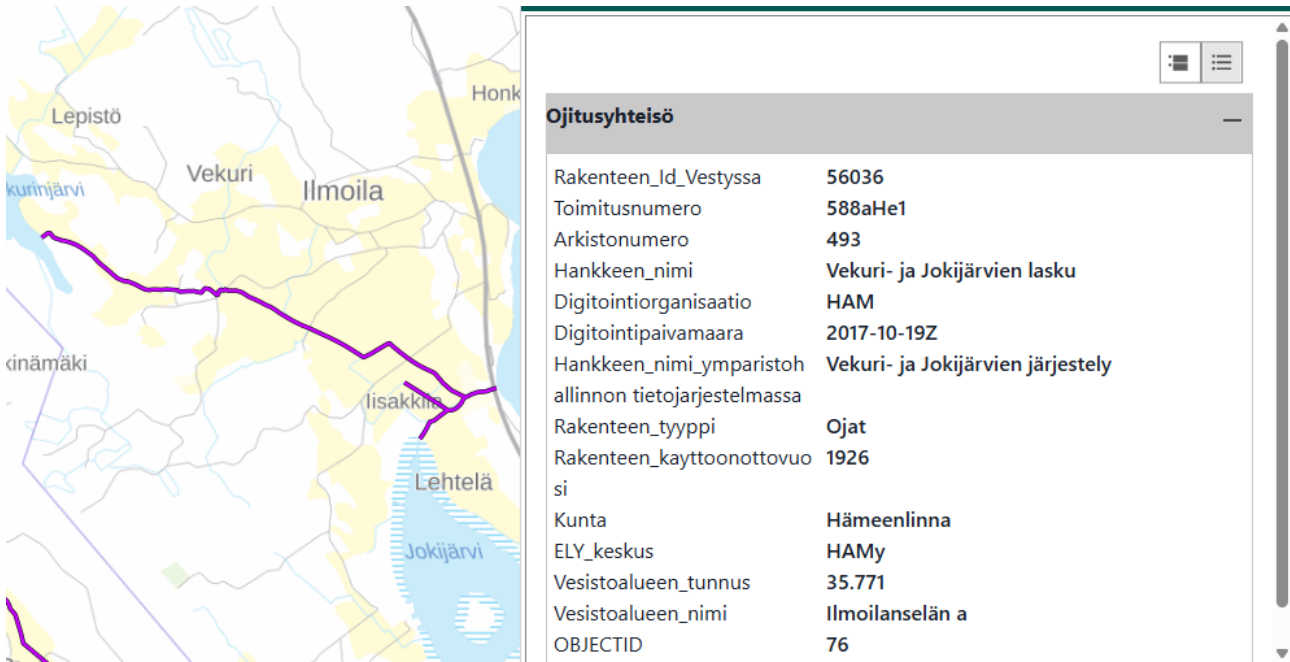 Honk
Lepistö
Vekuri
Ilmoila
kurinjärvi
kinämäki
Iisakkila
Lehtelä
Jokijärvi
Ojitusyhteisö
Rakenteen_Id_Vestyssa 56036
Toimitusnumero 588aHe1
Arkistonumero 493
Hankkeen_nimi Vekuri- ja Jokijärvien lasku
Digitointiorganisaatio HAM
Digitointipaivamaara 2017-10-19Z
Hankkeen_nimi_ymparistoh Vekuri- ja Jokijärvien järjestely
allinnon tietojarjestelmassa
Rakenteen_tyyppi Ojat
Rakenteen_kayttoonottovuo 1926
si
Kunta Hämeenlinna
ELY_keskus HAMy
Vesistoalueen_tunnus 35.771
Vesistoalueen_nimi Ilmoilanselän a
OBJECTID 76